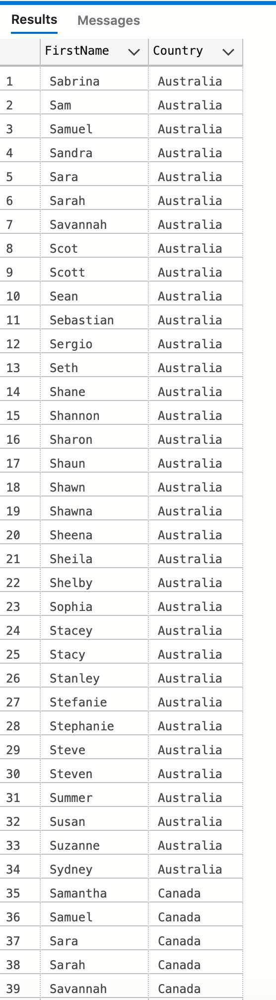 Results Messages
FirstName Country
1 Sabrina Australia
2 Sam Australia
3 Samuel Australia
4 Sandra Australia
5 Sara Australia
6 Sarah Australia
7 Savannah Australia
8 Scot Australia
9 Scott Australia
10 Sean Australia
11 Sebastian Australia
12 Sergio Australia
13 Seth Australia
14 Shane Australia
15 Shannon Australia
16 Sharon Australia
17 Shaun Australia
18 Shawn Australia
19 Shawna Australia
20 Sheena Australia
21 Sheila Australia
22 Shelby Australia
23 Sophia Australia
24 Stacey Australia
25 Stacy Australia
26 Stanley Australia
27 Stefanie Australia
28 Stephanie Australia
29 Steve Australia
30 Steven Australia
31 Summer Australia
32 Susan Australia
33 Suzanne Australia
34 Sydney Australia
35 Samantha Canada
36 Samuel Canada
37 Sara Canada
38 Sarah Canada
39 Savannah Canada